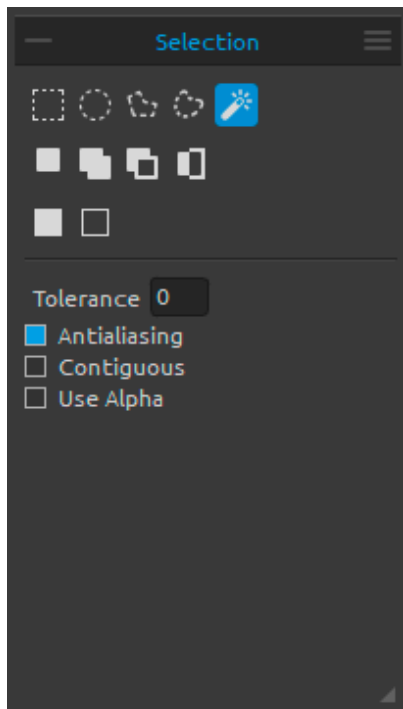 Selection
Tolerance 0
Antialiasing
Contiguous
Use Alpha